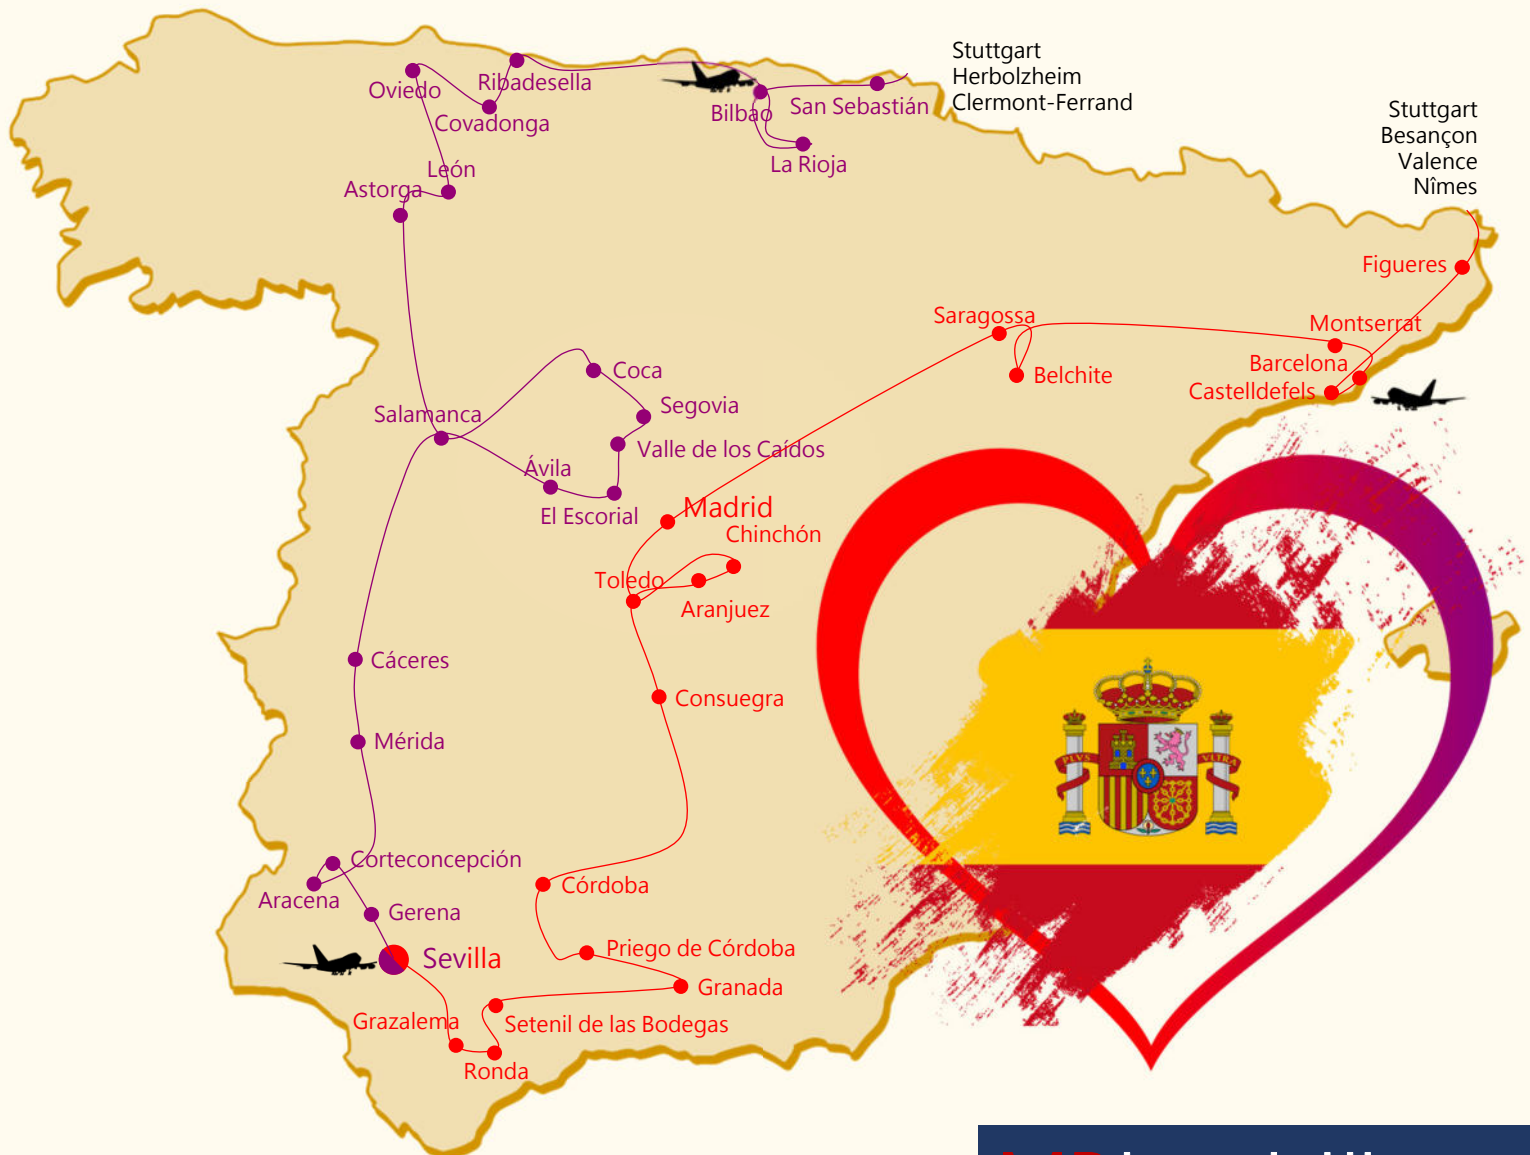 Stuttgart
Herbolzheim
Clermont-Ferrand
Stuttgart
Besançon
Valence
Nîmes
Oviedo
Ribadesella
Covadonga
Bilbao
San Sebastián
La Rioja
León
Astorga
Figueres
Saragossa
Montserrat
Barcelona
Belchite
Castelldefels
Coca
Salamanca
Segovia
Valle de los Caídos
Ávila
El Escorial
Madrid
Chinchón
Toledo
Aranjuez
Cáceres
Consuegra
Mérida
PLVS
VLTRA
Corteconcepción
Aracena
Córdoba
Gerena
Priego de Córdoba
Sevilla
Granada
Grazalema
Setenil de las Bodegas
Ronda